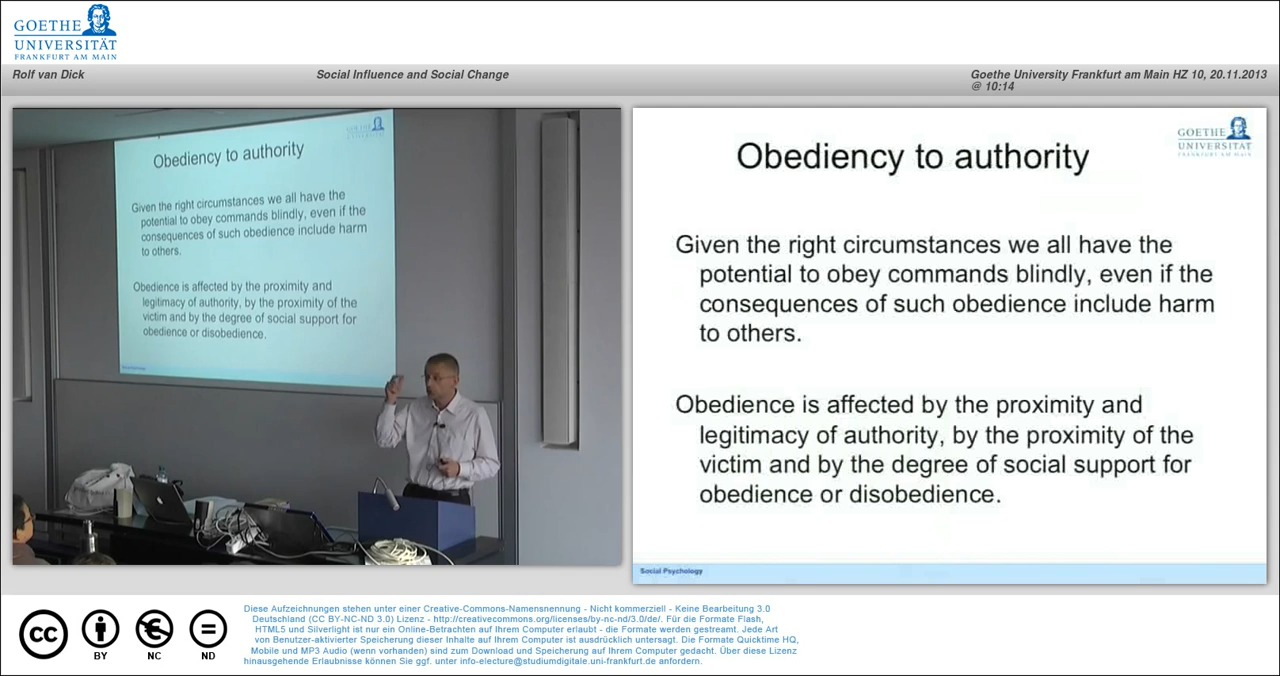 GOETHE
UNIVERSITÄT
FRANKFURT AM MAIN
Rolf van Dick
Social Influence and Social Change
Goethe University Frankfurt am Main HZ 10, 20.11.2013
@ 10:14
Obediency to authority
Given the right circumstances we all have the
potential to obey commands blindly, even if the
consequences of such obedience include harm
to others.
Obedience is affected by the proximity and
legitimacy of authority, by the proximity of the
victim and by the degree of social support for
obedience or disobedience.
Social Psychology
GOETHE
UNIVERSITÄT
FRANKFURT AM MAIN
Obediency to authority
Given the right circumstances we all have the
potential to obey commands blindly, even if the
consequences of such obedience include harm
to others.
Obedience is affected by the proximity and
legitimacy of authority, by the proximity of the
victim and by the degree of social support for
obedience or disobedience.
Social Psychology
cc
BY
NC
ND
Diese Aufzeichnungen stehen unter einer Creative-Commons-Namensnennung - Nicht kommerziell - Keine Bearbeitung 3.0
Deutschland (CC BY-NC-ND 3.0) Lizenz - http://creativecommons.org/licenses/by-nc-nd/3.0/de/. Für die Formate Flash,
HTML5 und Silverlight ist nur ein Online-Betrachten auf Ihrem Computer erlaubt - die Formate werden gestreamt. Jede Art
von Benutzer-aktivierter Speicherung dieser Inhalte auf Ihrem Computer ist ausdrücklich untersagt. Die Formate Quicktime HQ,
Mobile und MP3 Audio (wenn vorhanden) sind zum Download und Speicherung auf Ihrem Computer gedacht. Über diese Lizenz
hinausgehende Erlaubnisse können Sie ggf. unter info-electure@studiumdigitale.uni-frankfurt.de anfordern.